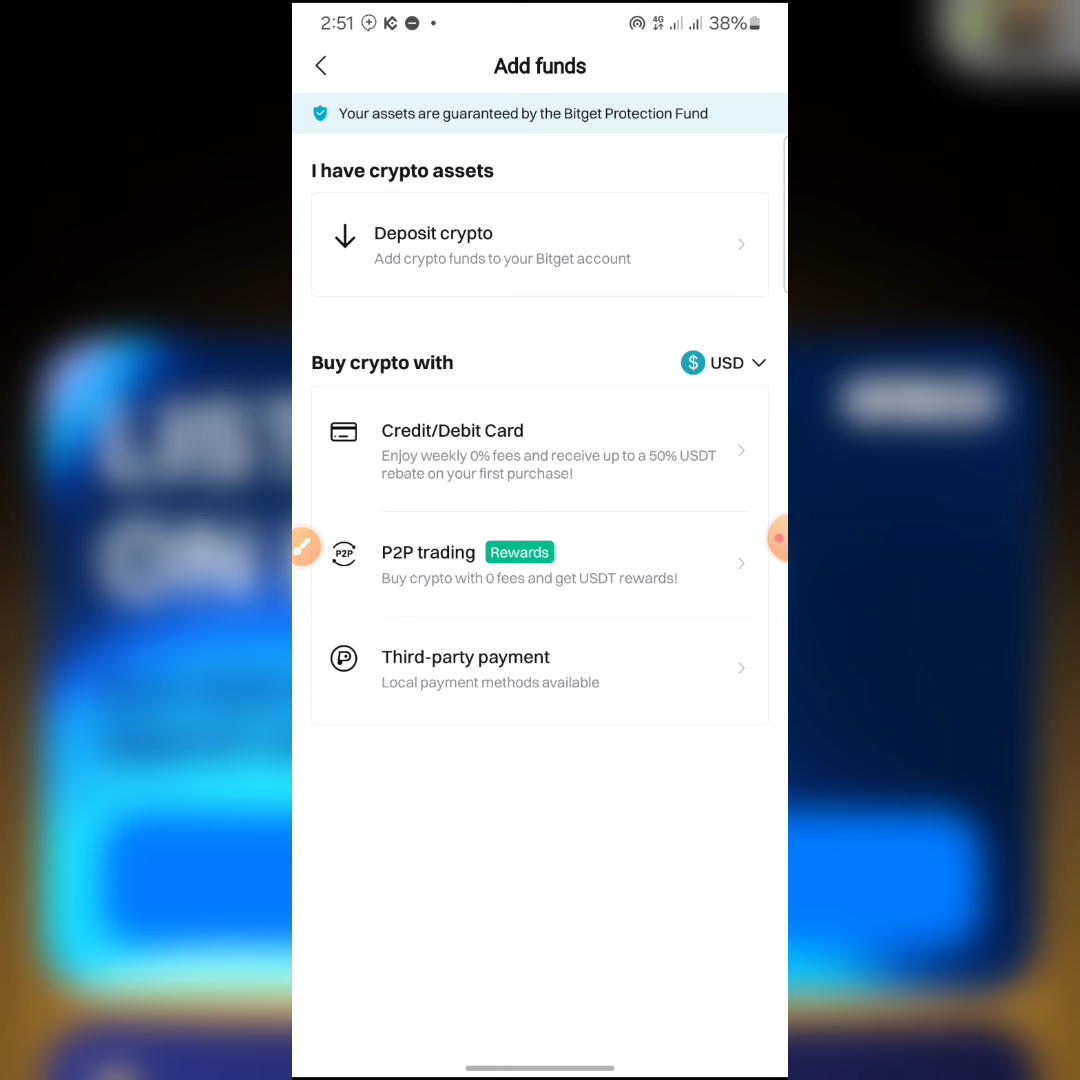 2:51 4G 38%
Add funds
Your assets are guaranteed by the Bitget Protection Fund
I have crypto assets
Deposit crypto
Add crypto funds to your Bitget account
Buy crypto with $ USD
Credit/Debit Card
Enjoy weekly 0% fees and receive up to a 50% USDT
rebate on your first purchase!
P2P P2P trading Rewards
Buy crypto with 0 fees and get USDT rewards!
Third-party payment
Local payment methods available